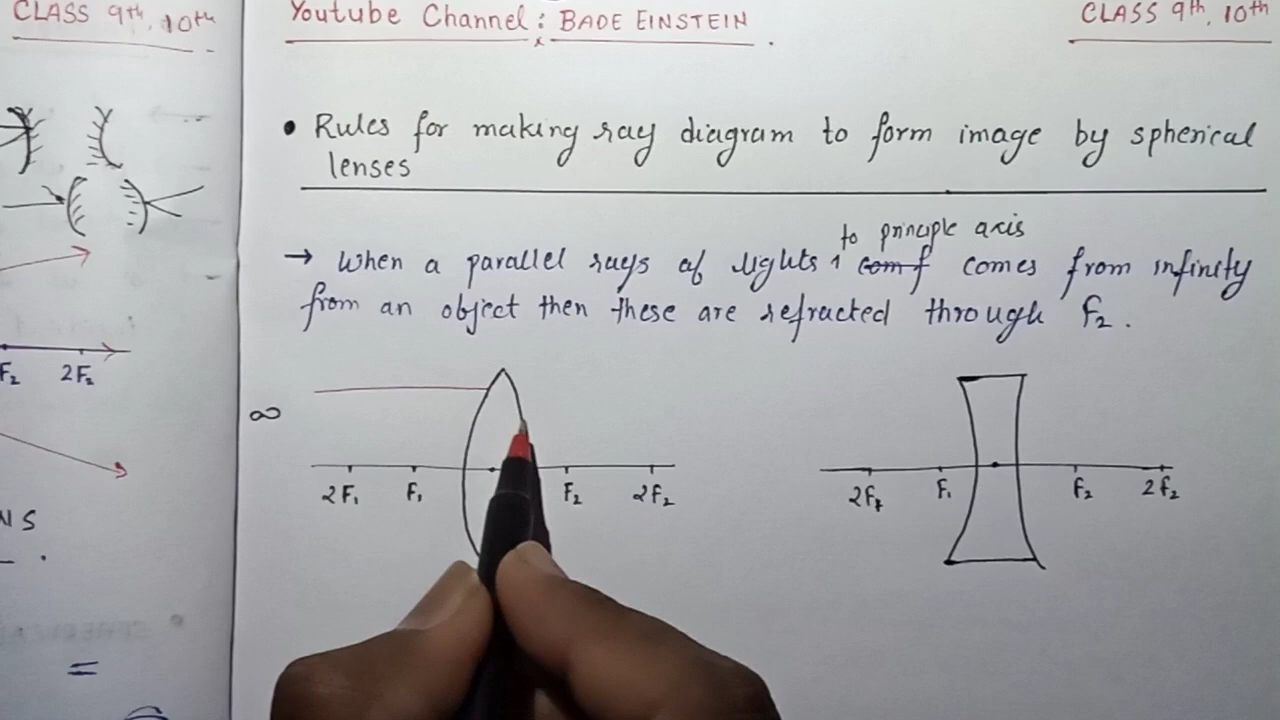 CLASS 9th, 10th
Youtube Channel : BADE EINSTEIN
CLASS 9th, 10th
• Rules for making ray diagram to form image by spherical
lenses
to principle axis
→ When a parallel rays of lights comes from infinity
from an object then these are refracted through F₂.
∞
2F₁ F₁ F₂ 2F₂
2F₁ F₁ F₂ 2F₂
F₂ 2F₂
NS
=